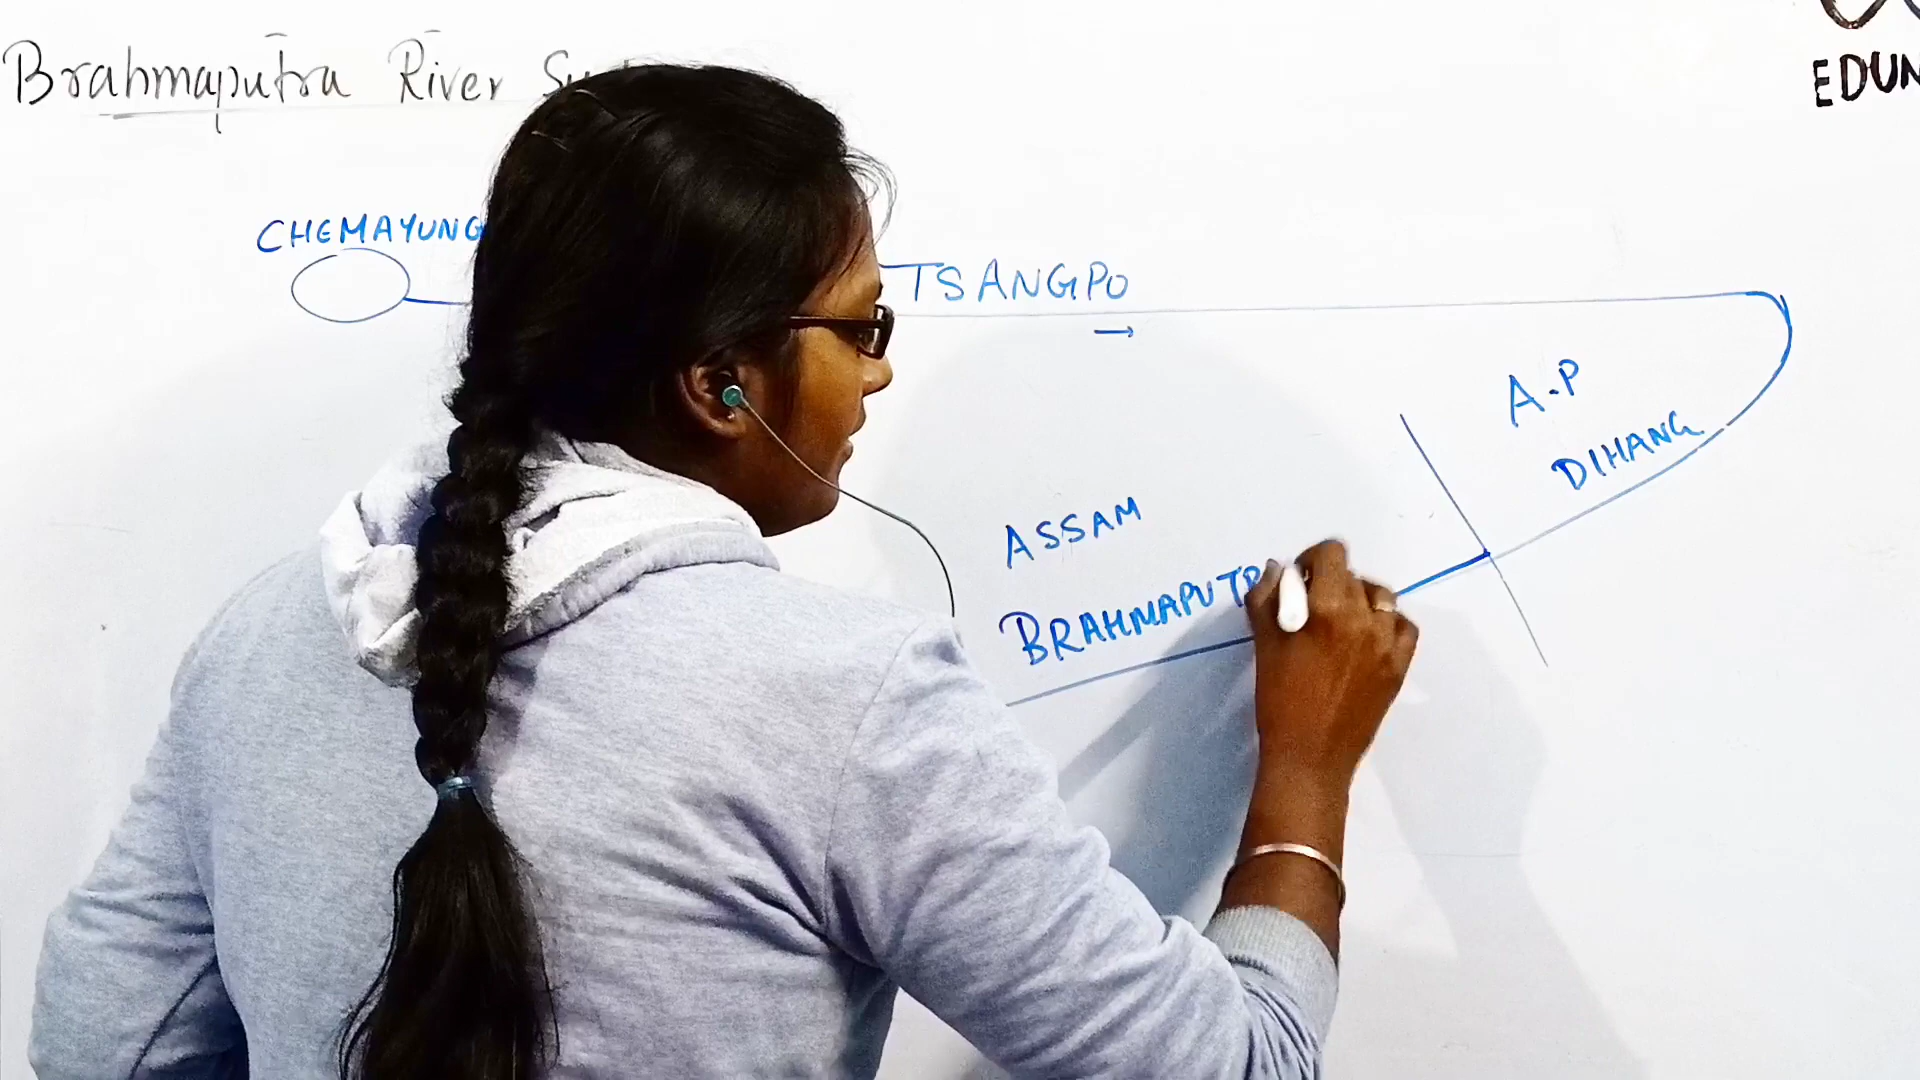 Brahmaputra River
EDUN
CHEMAYUNG
TSANGPO
→
A.P
DIHANG
ASSAM
BRAHMAPUTR